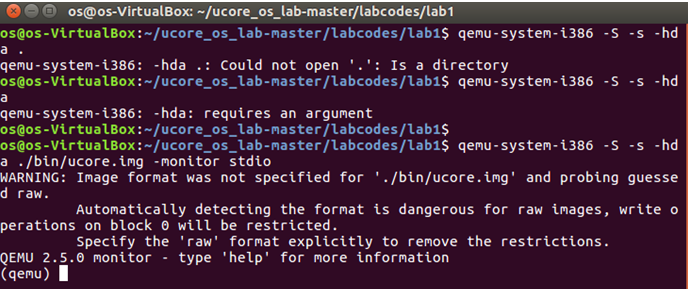 os@os-VirtualBox: ~/ucore_os_lab-master/labcodes/lab1
os@os-VirtualBox:~/ucore_os_lab-master/labcodes/lab1$ qemu-system-i386 -S -s -hd
a .
qemu-system-i386: -hda .: Could not open '.': Is a directory
os@os-VirtualBox:~/ucore_os_lab-master/labcodes/lab1$ qemu-system-i386 -S -s -hd
a
qemu-system-i386: -hda: requires an argument
os@os-VirtualBox:~/ucore_os_lab-master/labcodes/lab1$
os@os-VirtualBox:~/ucore_os_lab-master/labcodes/lab1$ qemu-system-i386 -S -s -hd
a ./bin/ucore.img -monitor stdio
WARNING: Image format was not specified for './bin/ucore.img' and probing guesse
d raw.
         Automatically detecting the format is dangerous for raw images, write o
perations on block 0 will be restricted.
         Specify the 'raw' format explicitly to remove the restrictions.
QEMU 2.5.0 monitor - type 'help' for more information
(qemu)